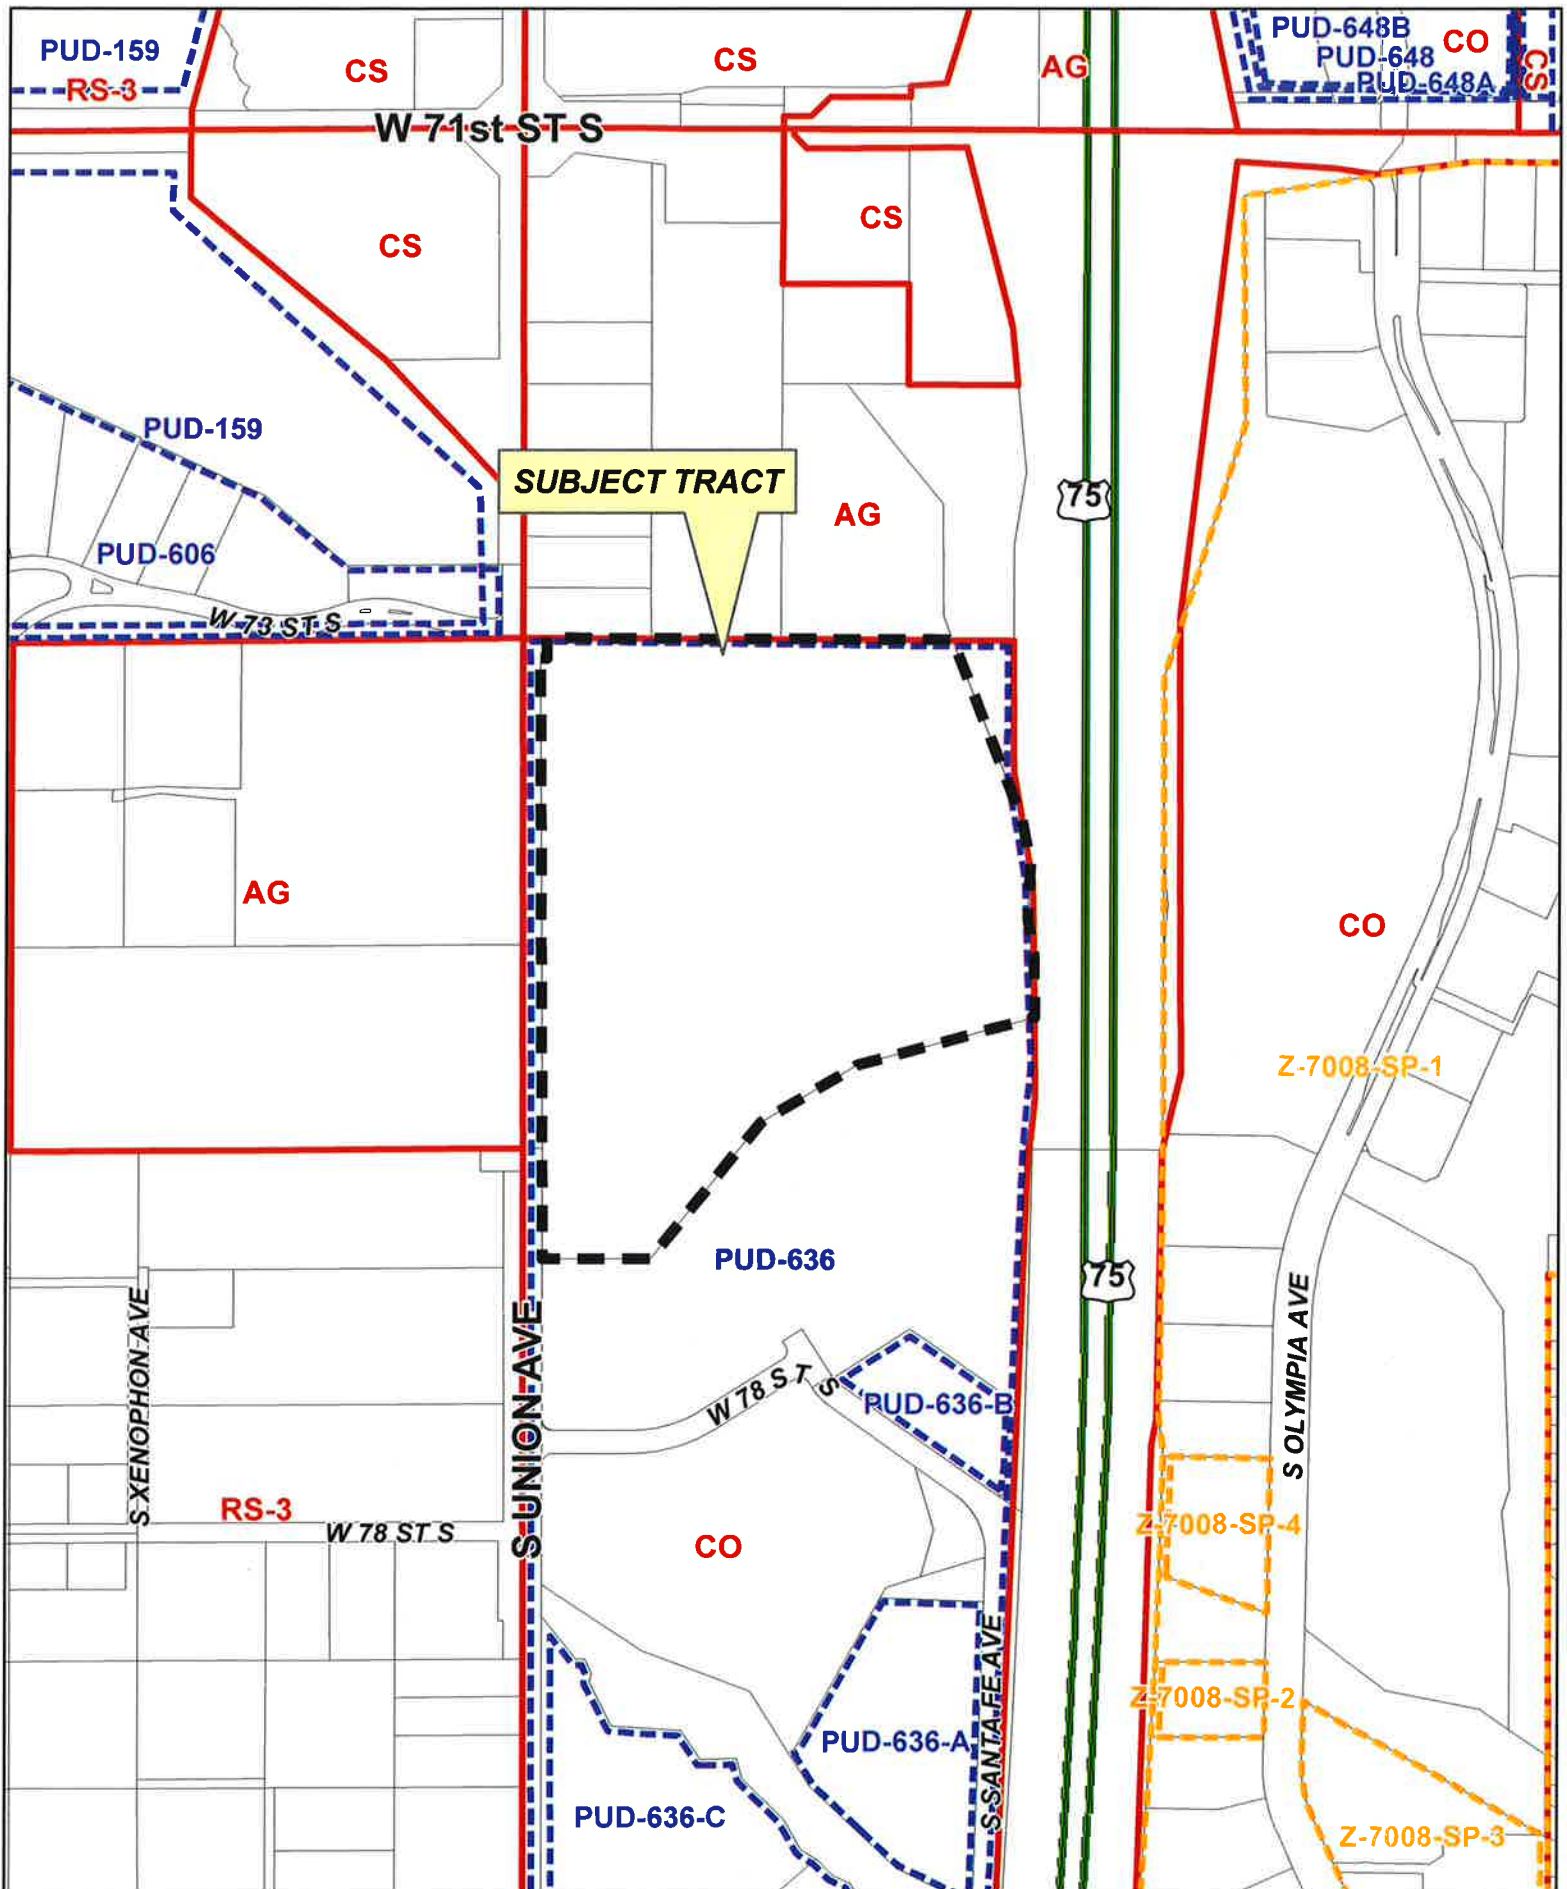 PUD-159
RS-3
CS
CS
AG
PUD-648B
PUD-648
PUD-648A
CO
CS
W 71st ST S
CS
CS
PUD-159
SUBJECT TRACT
AG
75
PUD-606
W 73 ST S
AG
CO
Z-7008-SP-1
PUD-636
75
S XENOPHON AVE
S UNION AVE
S OLYMPIA AVE
W 78 ST S
PUD-636-B
RS-3
W 78 ST S
CO
Z-7008-SP-4
S SANTA FE AVE
Z-7008-SP-2
PUD-636-A
PUD-636-C
Z-7008-SP-3